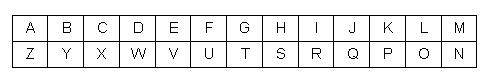 A B C D E F G H I J K L M
Z Y X W V U T S R Q P O N